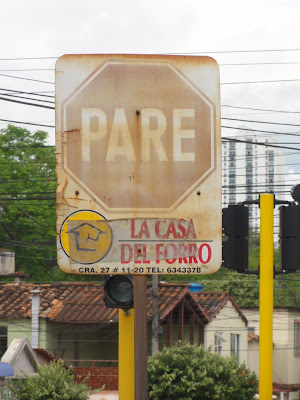 PARE
LA CASA
DEL FORRO
CRA. 27 # 11-20 TEL: 6343378